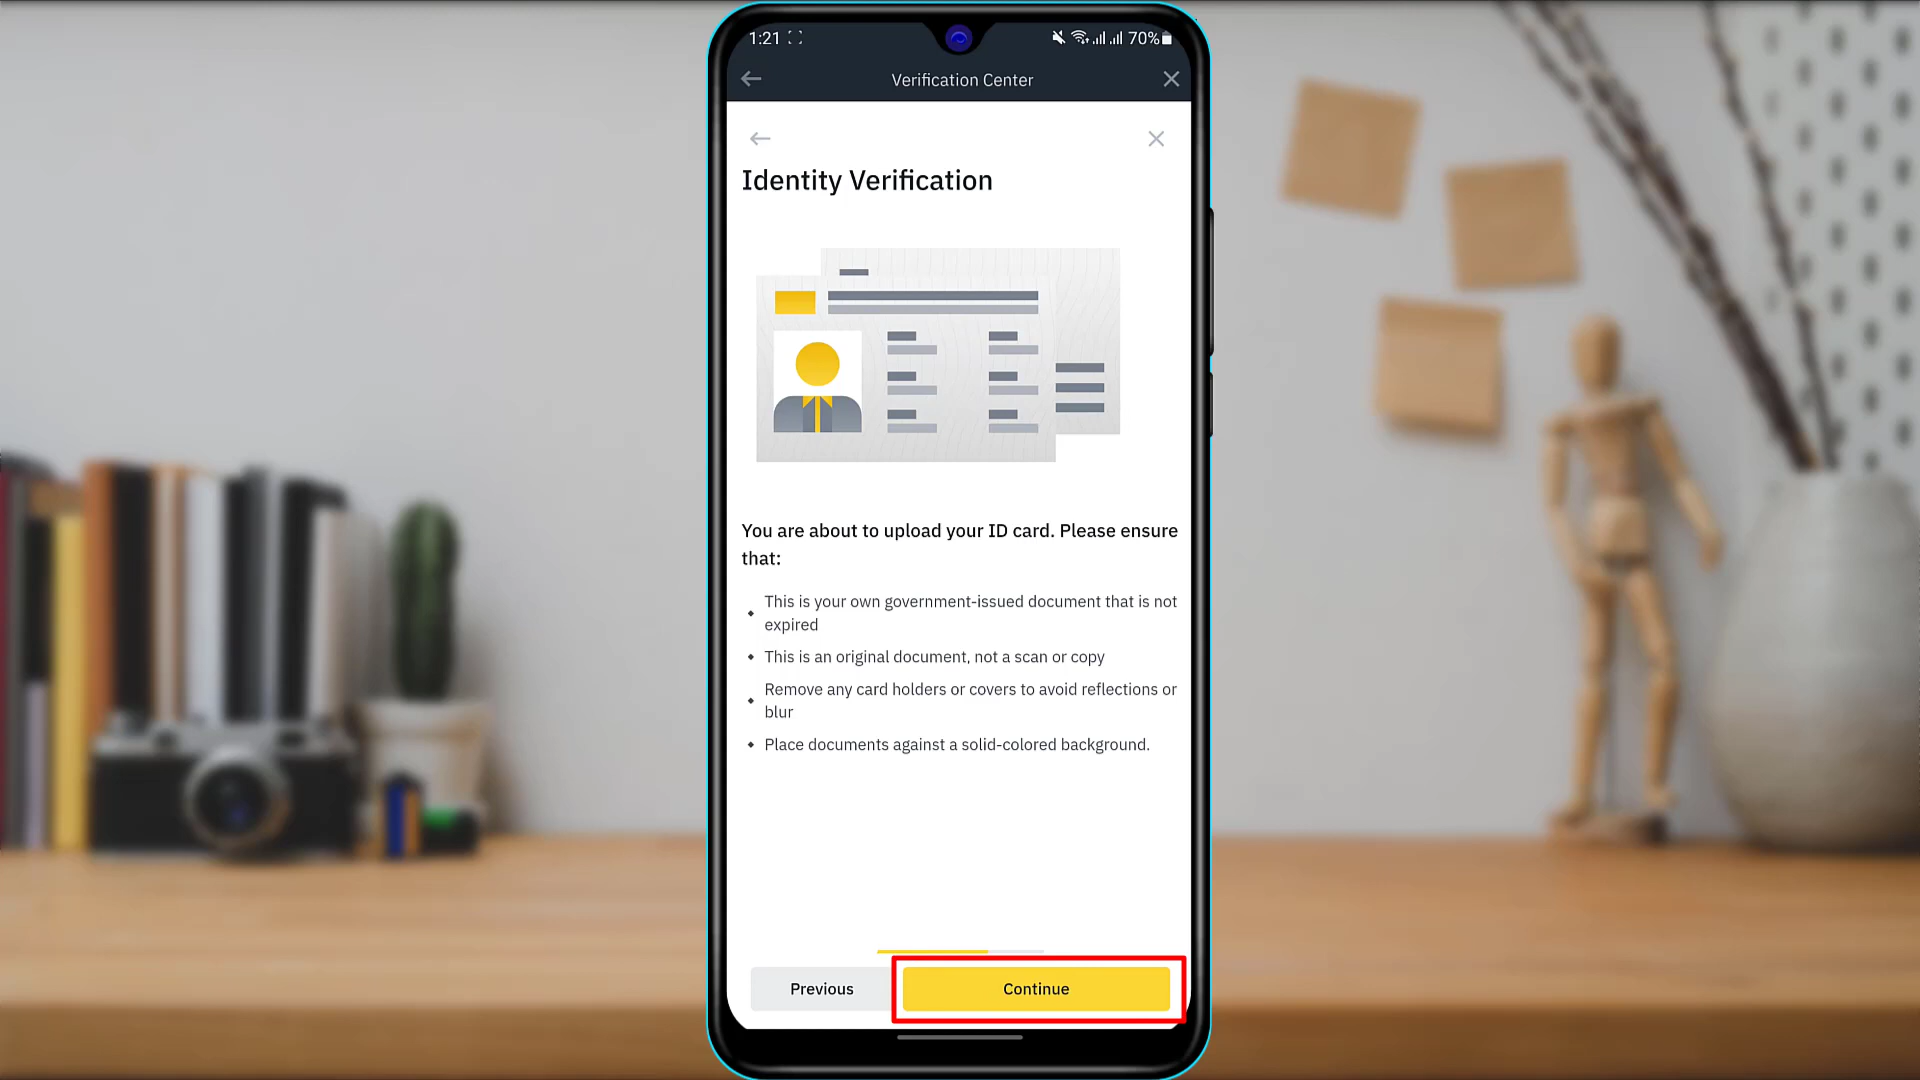 1:21
70%
Verification Center
Identity Verification
You are about to upload your ID card. Please ensure
that:
This is your own government-issued document that is not
expired
This is an original document, not a scan or copy
Remove any card holders or covers to avoid reflections or
blur
Place documents against a solid-colored background.
Previous
Continue